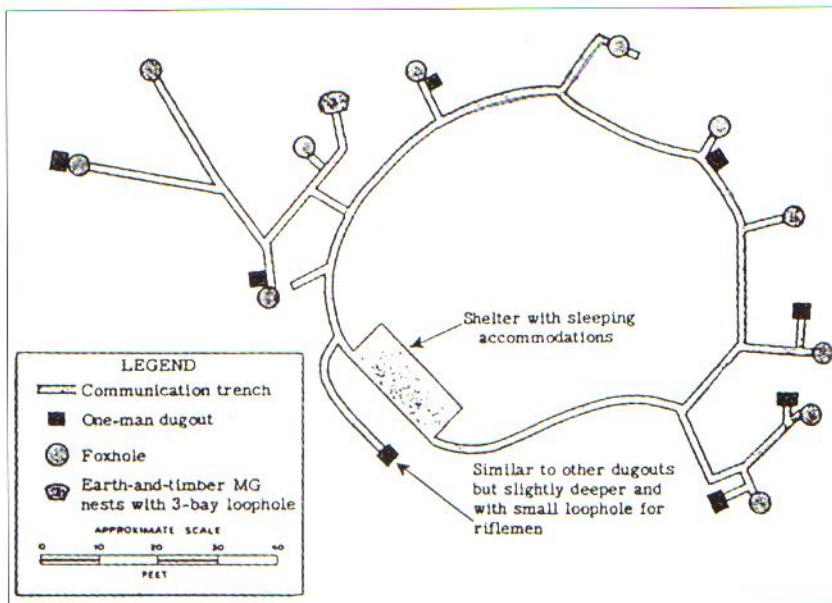 Shelter with sleeping
accommodations
LEGEND
Communication trench
One-man dugout
Foxhole
Earth-and-timber MG
nests with 3-bay loophole
APPROXIMATE SCALE
0 10 20 30 40
FEET
Similar to other dugouts
but slightly deeper and
with small loophole for
riflemen